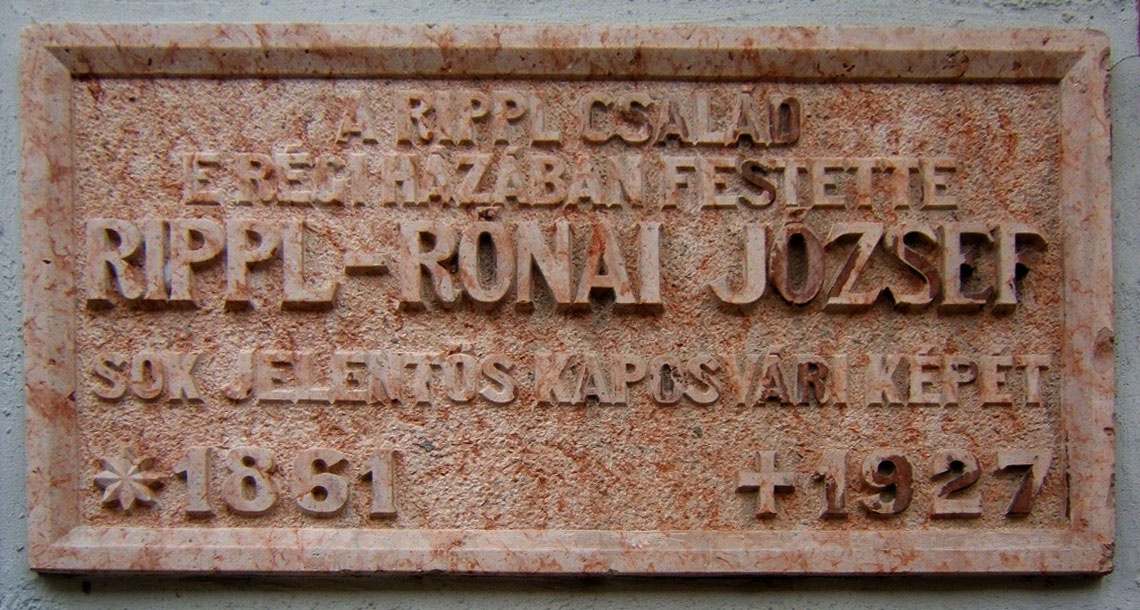 A RIPPL CSALÁD
E RÉGI HÁZÁBAN FESTETTE
RIPPL-RÓNAI JÓZSEF
SOK JELENTŐS KAPOSVÁRI KÉPÉT
* 1861 + 1927